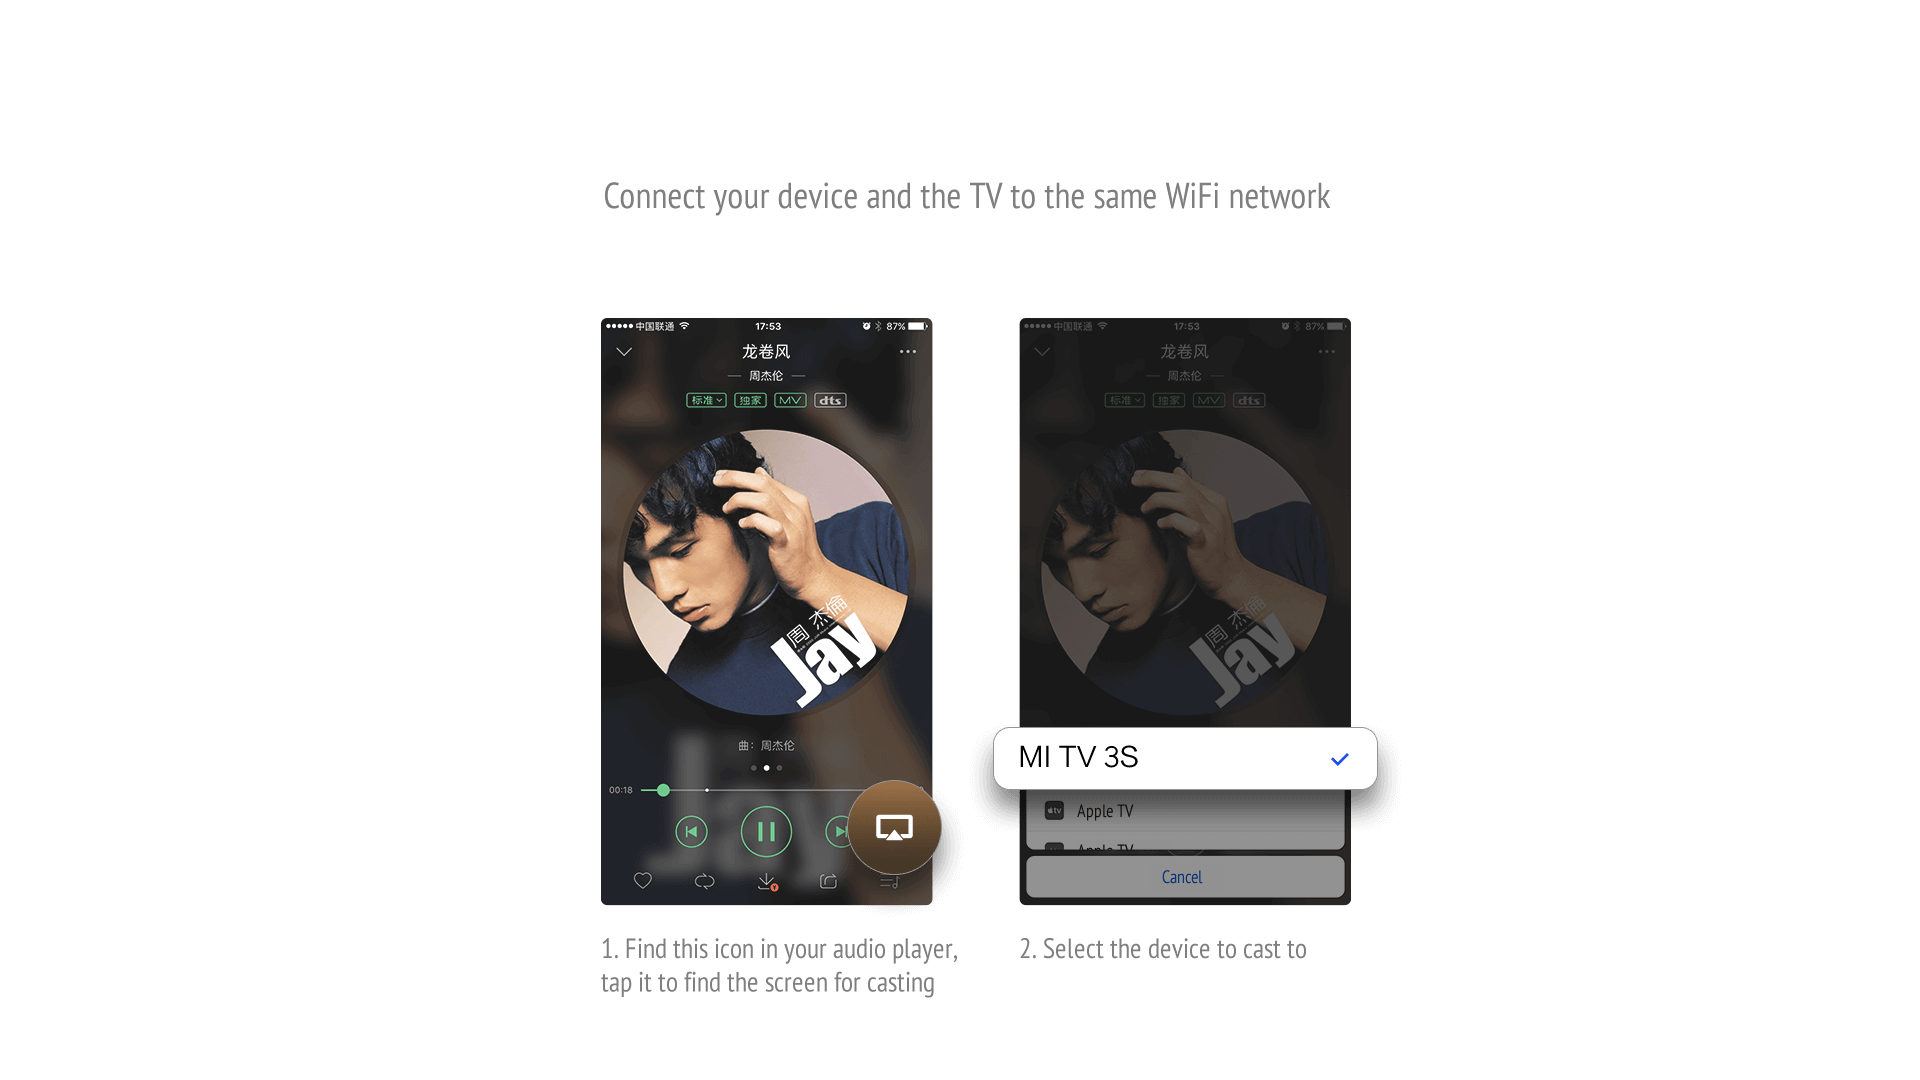 Connect your device and the TV to the same WiFi network
中国联通 17:53 87%
龙卷风
周杰伦
标准 独家 MV dts
周杰倫
Jay
曲：周杰伦
00:18
1. Find this icon in your audio player,
tap it to find the screen for casting
中国联通 17:53 87%
龙卷风
周杰伦
标准 独家 MV dts
周杰倫
Jay
MI TV 3S
tv Apple TV
Apple TV
Cancel
2. Select the device to cast to